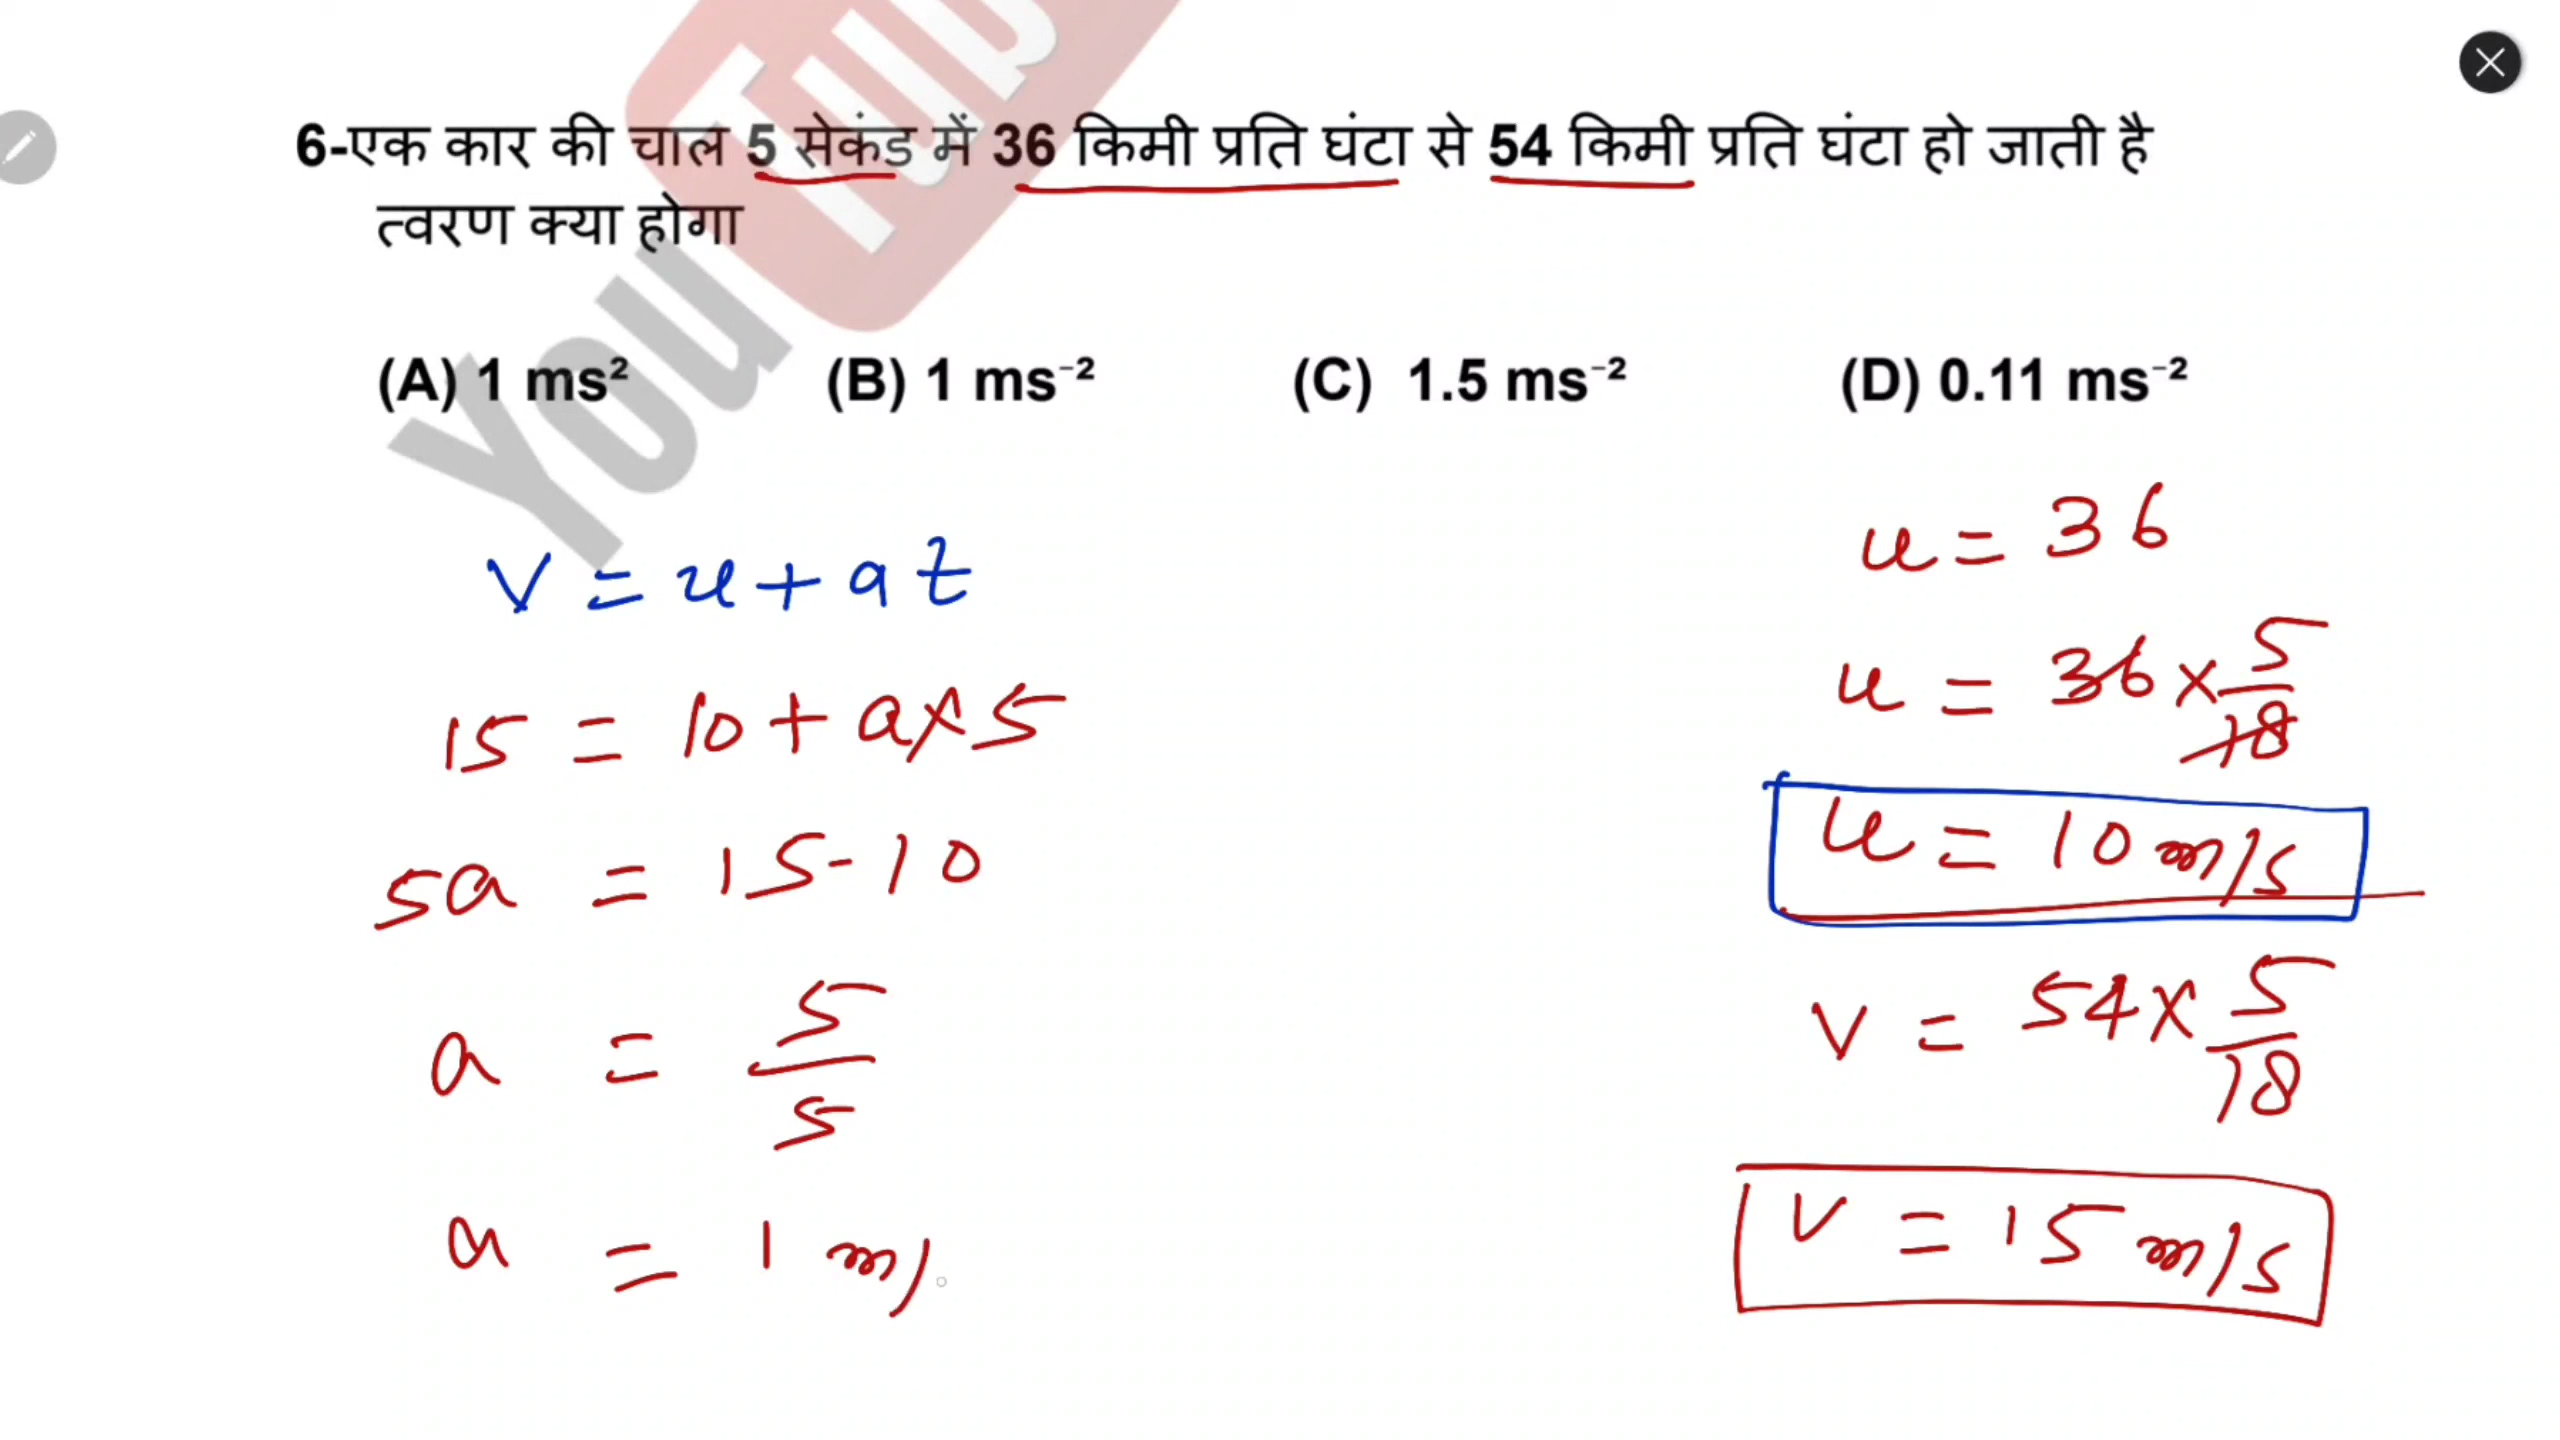 6-एक कार की चाल 5 सेकंड में 36 किमी प्रति घंटा से 54 किमी प्रति घंटा हो जाती है
त्वरण क्या होगा
(A) 1 ms² (B) 1 ms⁻² (C) 1.5 ms⁻² (D) 0.11 ms⁻²
YouTub
v = u + at
15 = 10 + a × 5
5a = 15 - 10
a = 5/5
a = 1 m/
u = 36
u = 36 × 5/18
u = 10 m/s
v = 54 × 5/18
v = 15 m/s